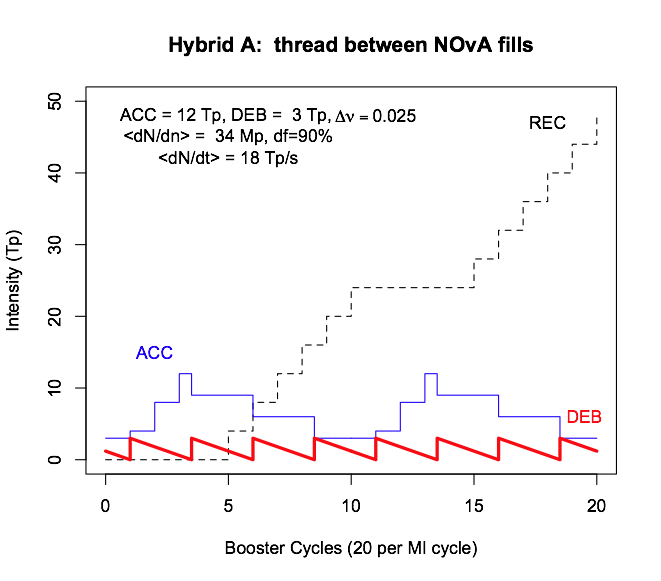 Hybrid A: thread between NOvA fills
ACC = 12 Tp, DEB = 3 Tp, Δν = 0.025
<dN/dn> = 34 Mp, df=90%
<dN/dt> = 18 Tp/s
REC
ACC
DEB
Intensity (Tp)
50
40
30
20
10
0
0 5 10 15 20
Booster Cycles (20 per MI cycle)